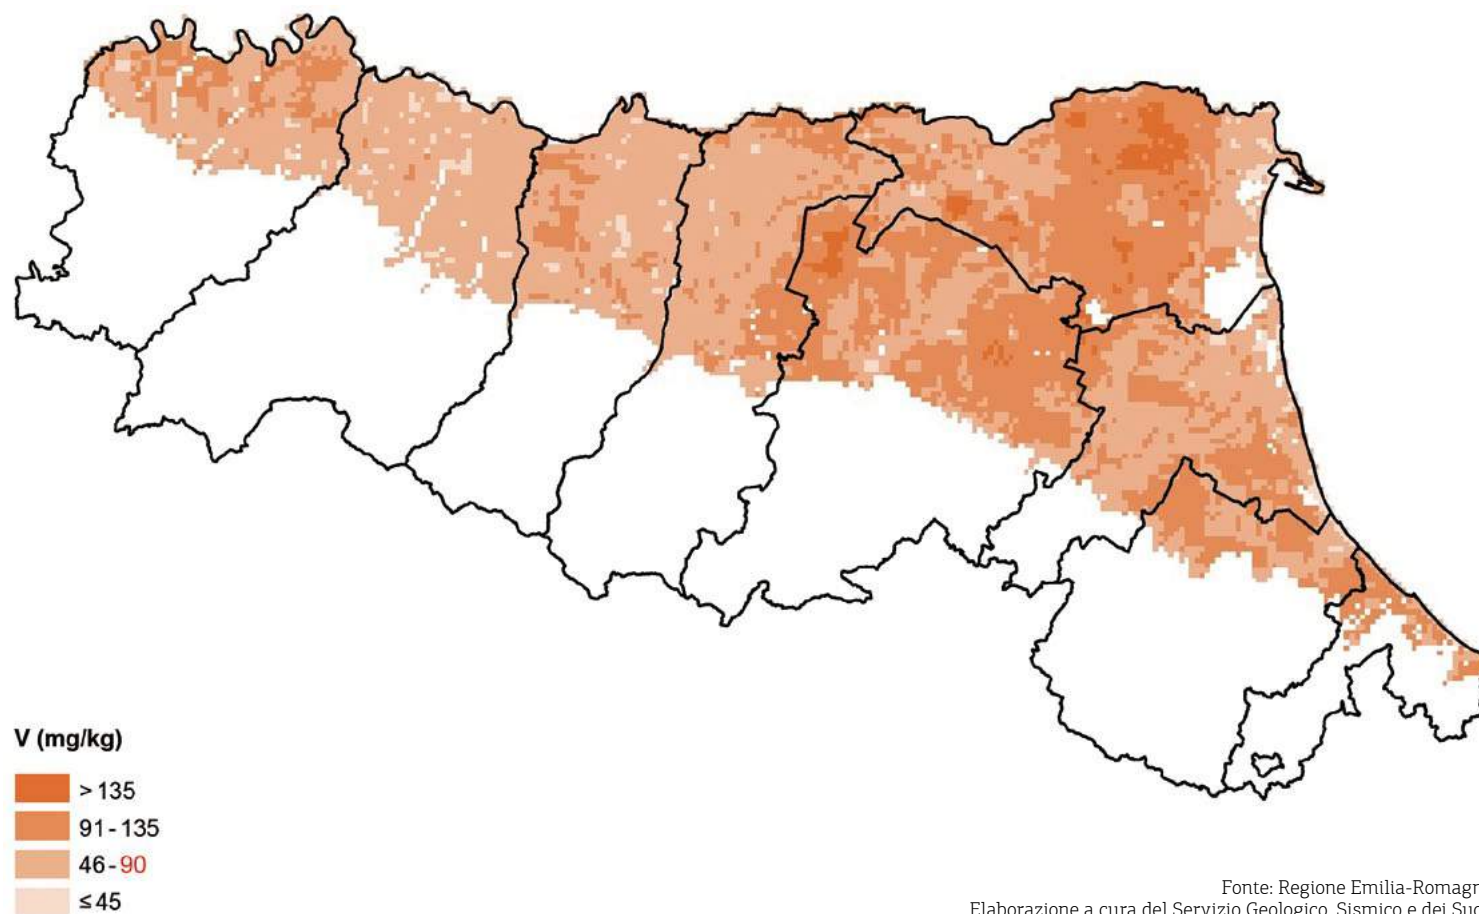 V (mg/kg)
> 135
91 - 135
46 - 90
≤ 45
Fonte: Regione Emilia-Romagn
Elaborazione a cura del Servizio Geologico, Sismico e dei Suo